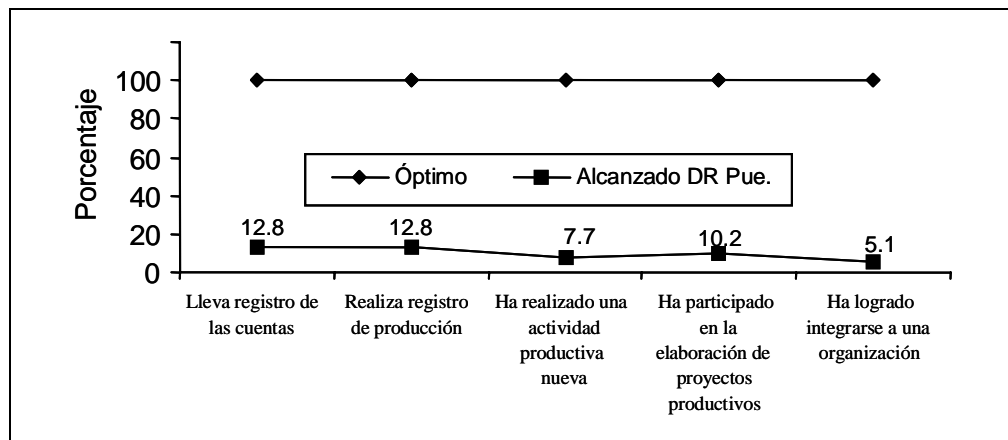 Porcentaje
100
80
60
40
20
0
Óptimo
Alcanzado DR Pue.
12.8
12.8
7.7
10.2
5.1
Lleva registro de
las cuentas
Realiza registro
de producción
Ha realizado una
actividad
productiva
nueva
Ha participado
en la
elaboración de
proyectos
productivos
Ha logrado
integrarse a una
organización